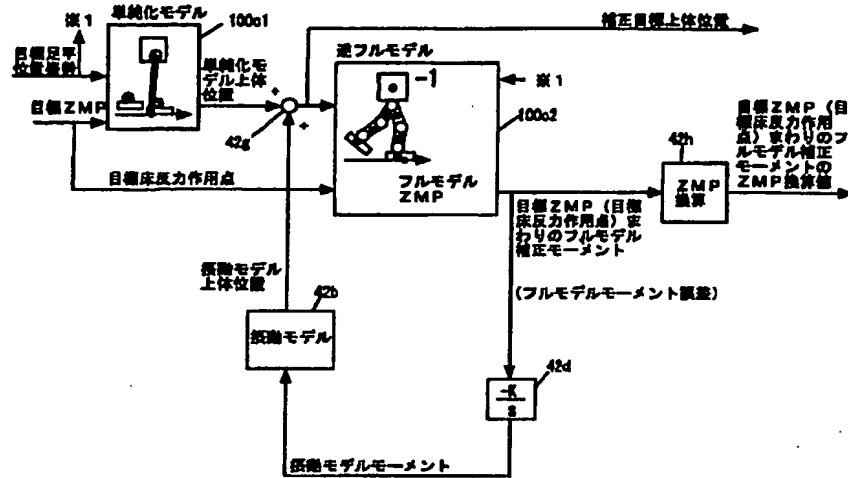 ※1
単純化モデル
100c1
目標足平
位置姿勢
目標ZMP
単純化モ
デル上体
位置
+
+
42g
目標床反力作用点
補正目標上体位置
逆フルモデル
-1
※1
100c2
フルモデル
ZMP
42h
ZMP
換算
目標ZMP（目
標床反力作用
点）まわりのフ
ルモデル補正
モーメントの
ZMP換算値
目標ZMP（目標
床反力作用点）ま
わりのフルモデル
補正モーメント
（フルモデルモーメント誤差）
摂動モデル
上体位置
42b
摂動モデル
42d
-K
s
摂動モデルモーメント